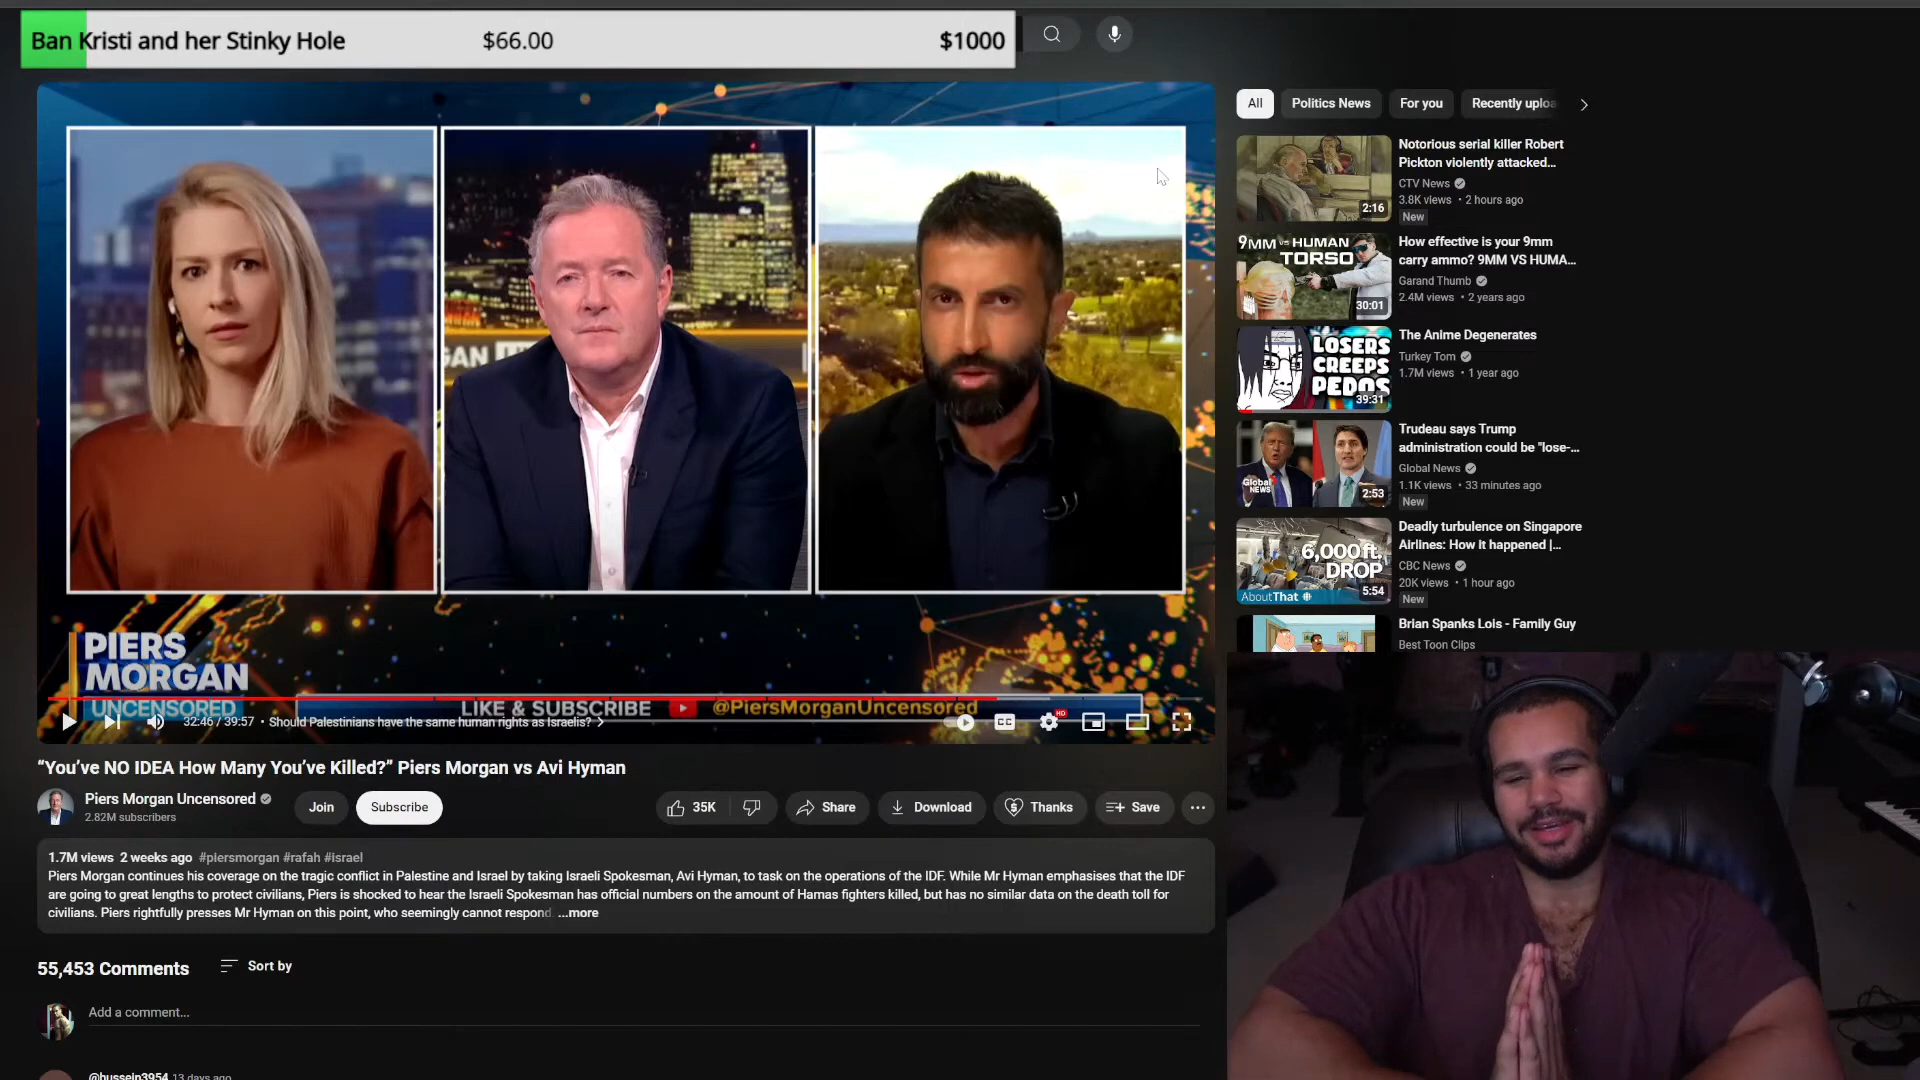 Ban Kristi and her Stinky Hole $66.00 $1000
All Politics News For you Recently uploa
PIERS
MORGAN
UNCENSORED
LIKE & SUBSCRIBE @PiersMorganUncensored
32:46 / 39:57 • Should Palestinians have the same human rights as Israelis?
CC HD
“You’ve NO IDEA How Many You’ve Killed?” Piers Morgan vs Avi Hyman
Piers Morgan Uncensored
2.82M subscribers
Join Subscribe 35K Share Download Thanks Save
1.7M views 2 weeks ago #piersmorgan #rafah #israel
Piers Morgan continues his coverage on the tragic conflict in Palestine and Israel by taking Israeli Spokesman, Avi Hyman, to task on the operations of the IDF. While Mr Hyman emphasises that the IDF
are going to great lengths to protect civilians, Piers is shocked to hear the Israeli Spokesman has official numbers on the amount of Hamas fighters killed, but has no similar data on the death toll for
civilians. Piers rightfully presses Mr Hyman on this point, who seemingly cannot respond. ...more
55,453 Comments Sort by
Add a comment...
@hussein3954 13 days ago
2:16
Notorious serial killer Robert
Pickton violently attacked...
CTV News
3.8K views • 2 hours ago
New
9MM vs HUMAN
TORSO
30:01
How effective is your 9mm
carry ammo? 9MM VS HUMA...
Garand Thumb
2.4M views • 2 years ago
LOSERS
CREEPS
PEDOS
39:31
The Anime Degenerates
Turkey Tom
1.7M views • 1 year ago
Global
NEWS
2:53
Trudeau says Trump
administration could be "lose-...
Global News
1.1K views • 33 minutes ago
New
6,000 ft.
DROP
About That
5:54
Deadly turbulence on Singapore
Airlines: How it happened |...
CBC News
20K views • 1 hour ago
New
Brian Spanks Lois - Family Guy
Best Toon Clips